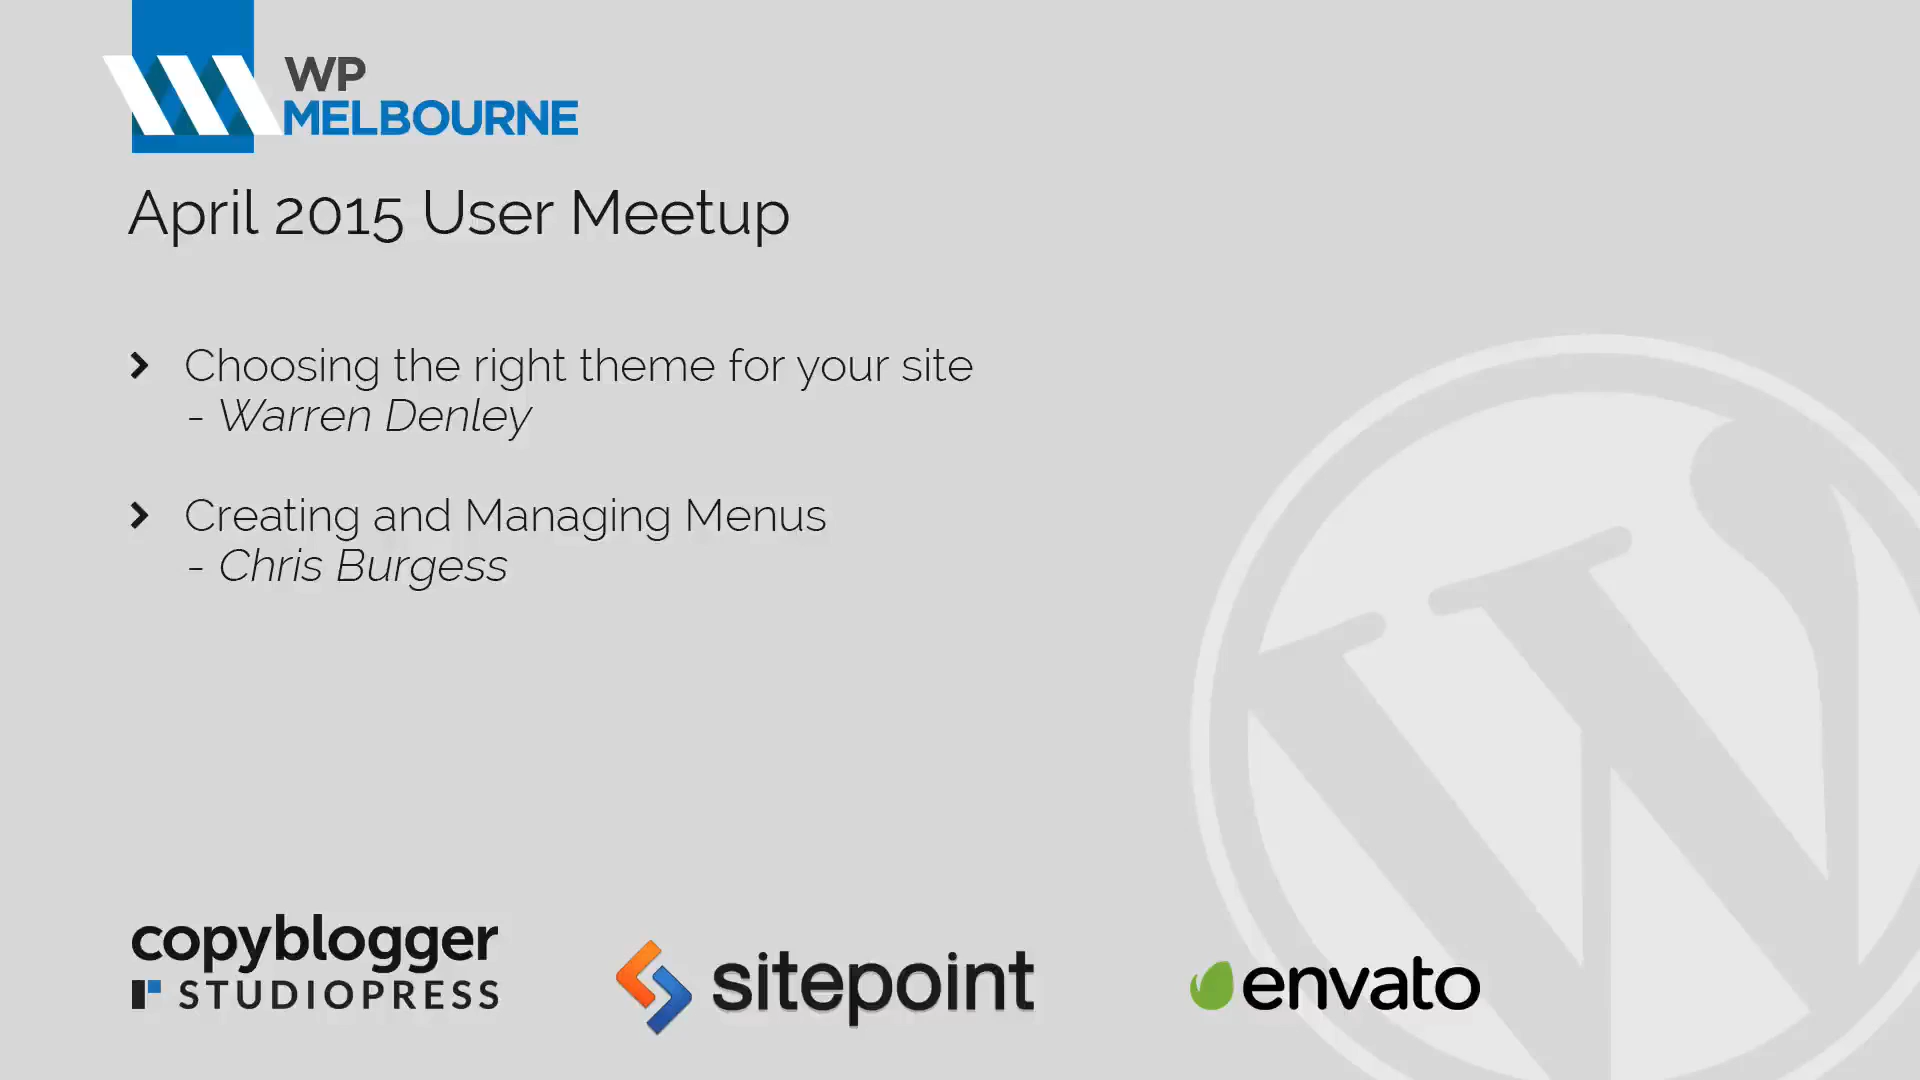 WP
MELBOURNE
April 2015 User Meetup
Choosing the right theme for your site
- Warren Denley
Creating and Managing Menus
- Chris Burgess
copyblogger
STUDIOPRESS
sitepoint
envato